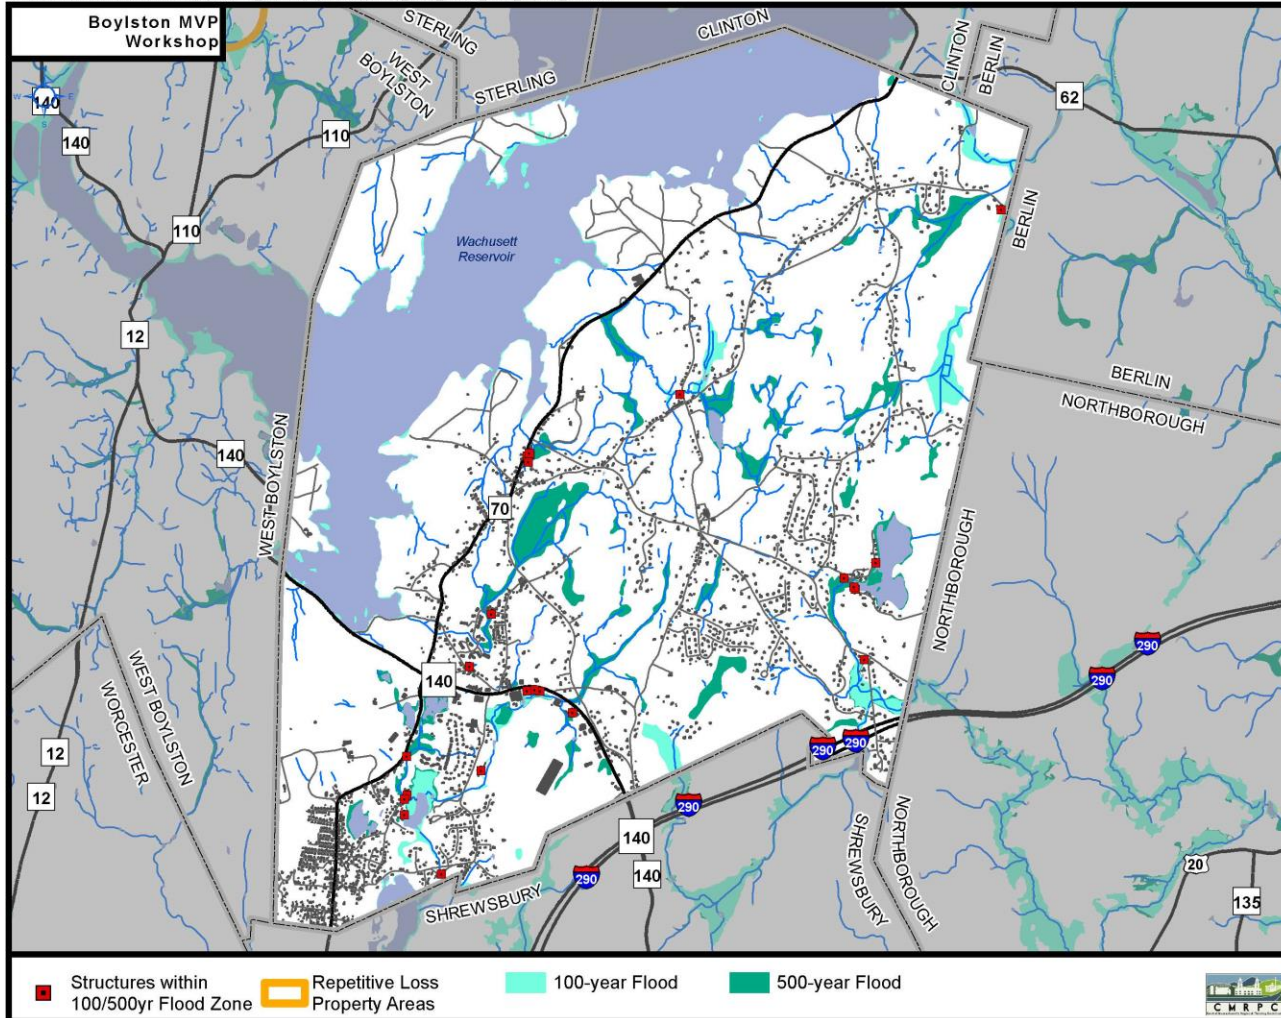 Boylston MVP
Workshop
STERLING
CLINTON
WEST
BOYLSTON
STERLING
CLINTON
BERLIN
62
W
E
S
140
140
110
110
Wachusett
Reservoir
BERLIN
12
140
WEST BOYLSTON
BERLIN
NORTHBOROUGH
70
NORTHBOROUGH
290
290
140
WEST BOYLSTON
WORCESTER
12
12
290
290
290
140
140
290
SHREWSBURY
SHREWSBURY
NORTHBOROUGH
20
135
Structures within
100/500yr Flood Zone
Repetitive Loss
Property Areas
100-year Flood
500-year Flood
CMRPC